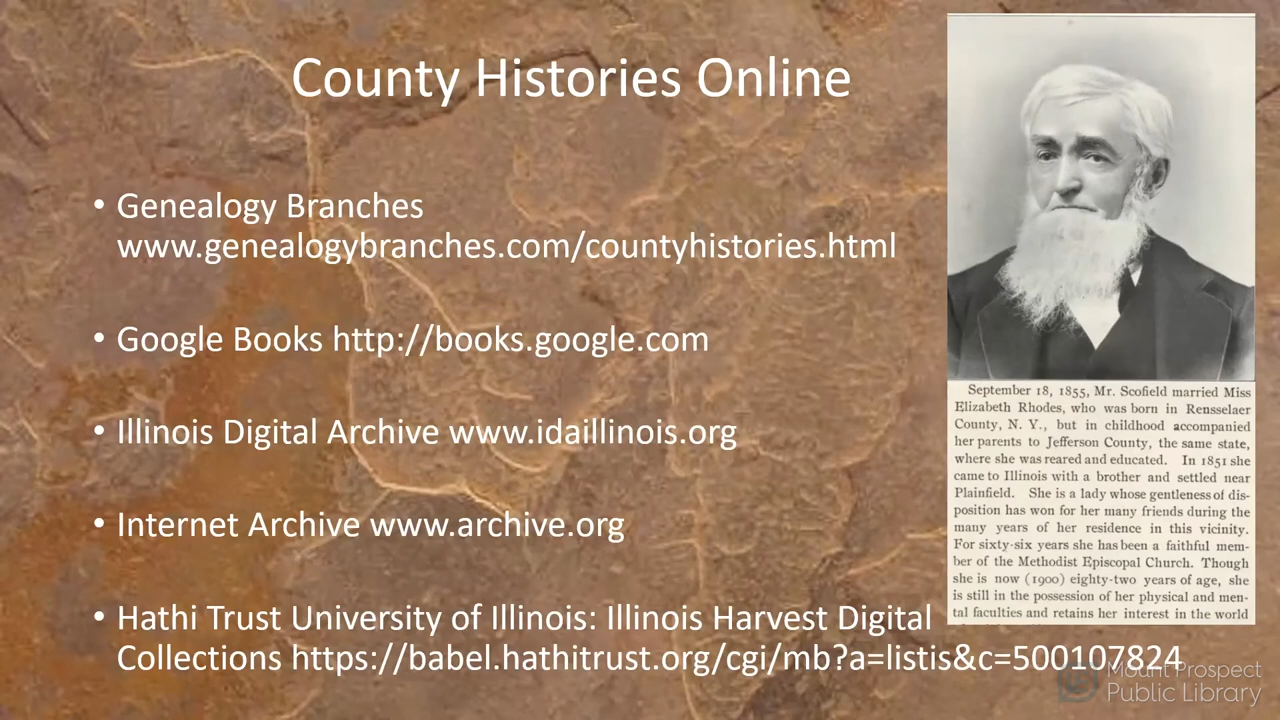 County Histories Online
• Genealogy Branches
www.genealogybranches.com/countyhistories.html
• Google Books http://books.google.com
• Illinois Digital Archive www.idaillinois.org
• Internet Archive www.archive.org
• Hathi Trust University of Illinois: Illinois Harvest Digital
Collections https://babel.hathitrust.org/cgi/mb?a=listis&c=500107824
September 18, 1855, Mr. Scofield married Miss
Elizabeth Rhodes, who was born in Rensselaer
County, N. Y., but in childhood accompanied
her parents to Jefferson County, the same state,
where she was reared and educated. In 1851 she
came to Illinois with a brother and settled near
Plainfield. She is a lady whose gentleness of dis-
position has won for her many friends during the
many years of her residence in this vicinity.
For sixty-six years she has been a faithful mem-
ber of the Methodist Episcopal Church. Though
she is now (1900) eighty-two years of age, she
is still in the possession of her physical and men-
tal faculties and retains her interest in the world
Mount Prospect
Public Library